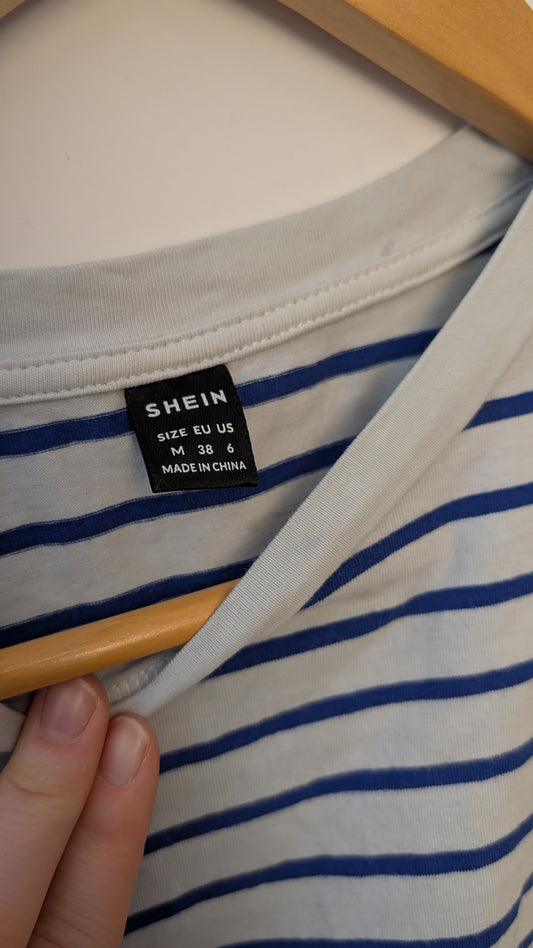 SHEIN
SIZE EU US
M 38 6
MADE IN CHINA